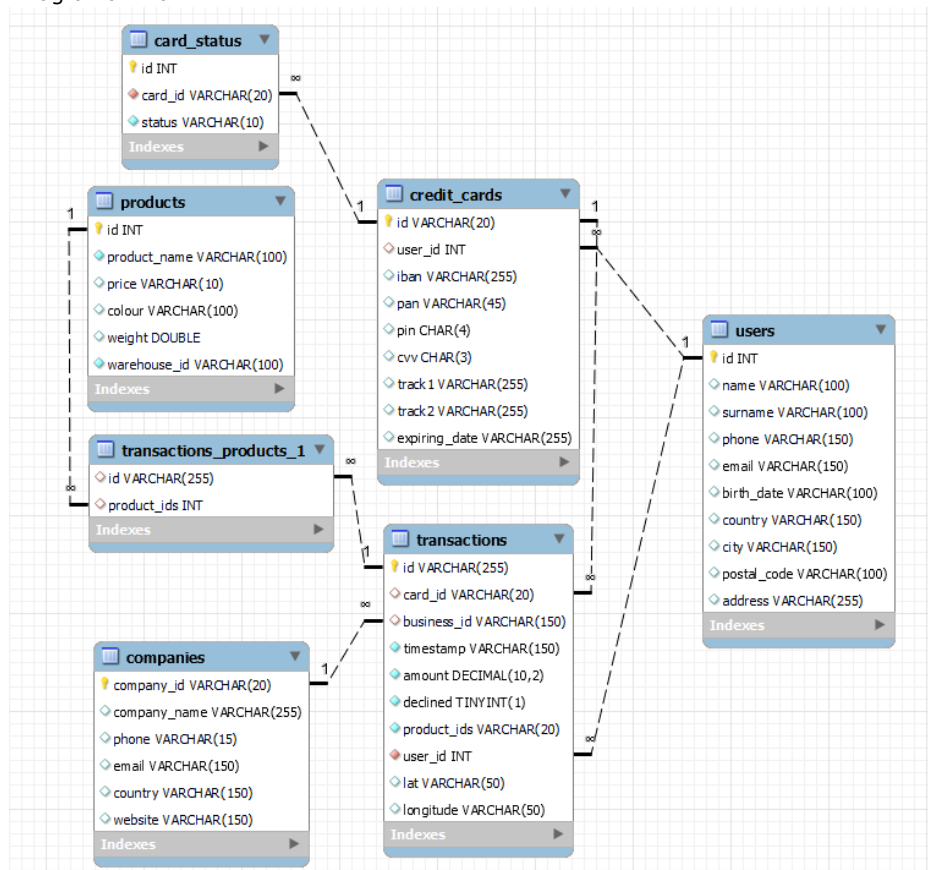 card_status
id INT
card_id VARCHAR(20)
status VARCHAR(10)
Indexes
∞
products
1
id INT
product_name VARCHAR(100)
price VARCHAR(10)
colour VARCHAR(100)
weight DOUBLE
warehouse_id VARCHAR(100)
Indexes
credit_cards
1
1
id VARCHAR(20)
∞
user_id INT
iban VARCHAR(255)
pan VARCHAR(45)
pin CHAR(4)
cvv CHAR(3)
track1 VARCHAR(255)
track2 VARCHAR(255)
expiring_date VARCHAR(255)
Indexes
users
1
id INT
name VARCHAR(100)
surname VARCHAR(100)
phone VARCHAR(150)
email VARCHAR(150)
birth_date VARCHAR(100)
country VARCHAR(150)
city VARCHAR(150)
postal_code VARCHAR(100)
address VARCHAR(255)
Indexes
transactions_products_1
∞
id VARCHAR(255)
∞
product_ids INT
Indexes
transactions
1
id VARCHAR(255)
∞
card_id VARCHAR(20)
∞
business_id VARCHAR(150)
timestamp VARCHAR(150)
amount DECIMAL(10,2)
declined TINYINT(1)
product_ids VARCHAR(20)
∞
user_id INT
lat VARCHAR(50)
longitude VARCHAR(50)
Indexes
companies
1
company_id VARCHAR(20)
company_name VARCHAR(255)
phone VARCHAR(15)
email VARCHAR(150)
country VARCHAR(150)
website VARCHAR(150)
Indexes